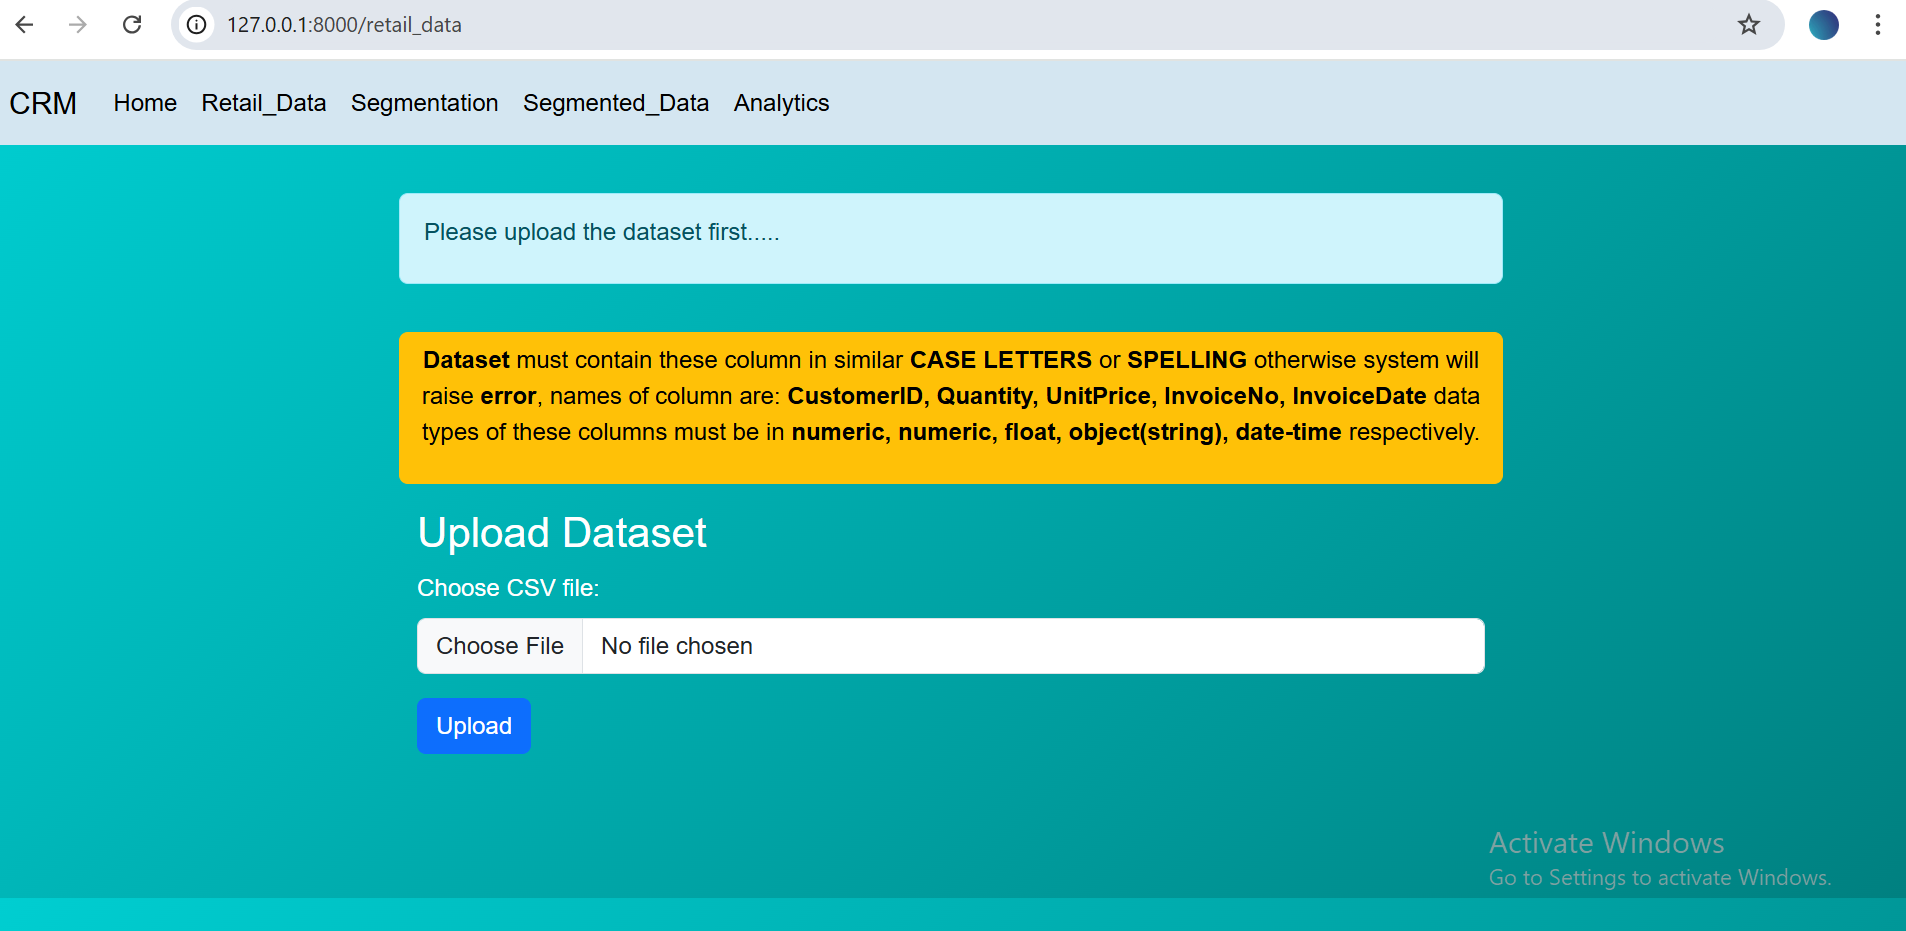 127.0.0.1:8000/retail_data
CRM Home Retail_Data Segmentation Segmented_Data Analytics
Please upload the dataset first.....
Dataset must contain these column in similar CASE LETTERS or SPELLING otherwise system will
raise error, names of column are: CustomerID, Quantity, UnitPrice, InvoiceNo, InvoiceDate data
types of these columns must be in numeric, numeric, float, object(string), date-time respectively.
Upload Dataset
Choose CSV file:
Choose File No file chosen
Upload
Activate Windows
Go to Settings to activate Windows.